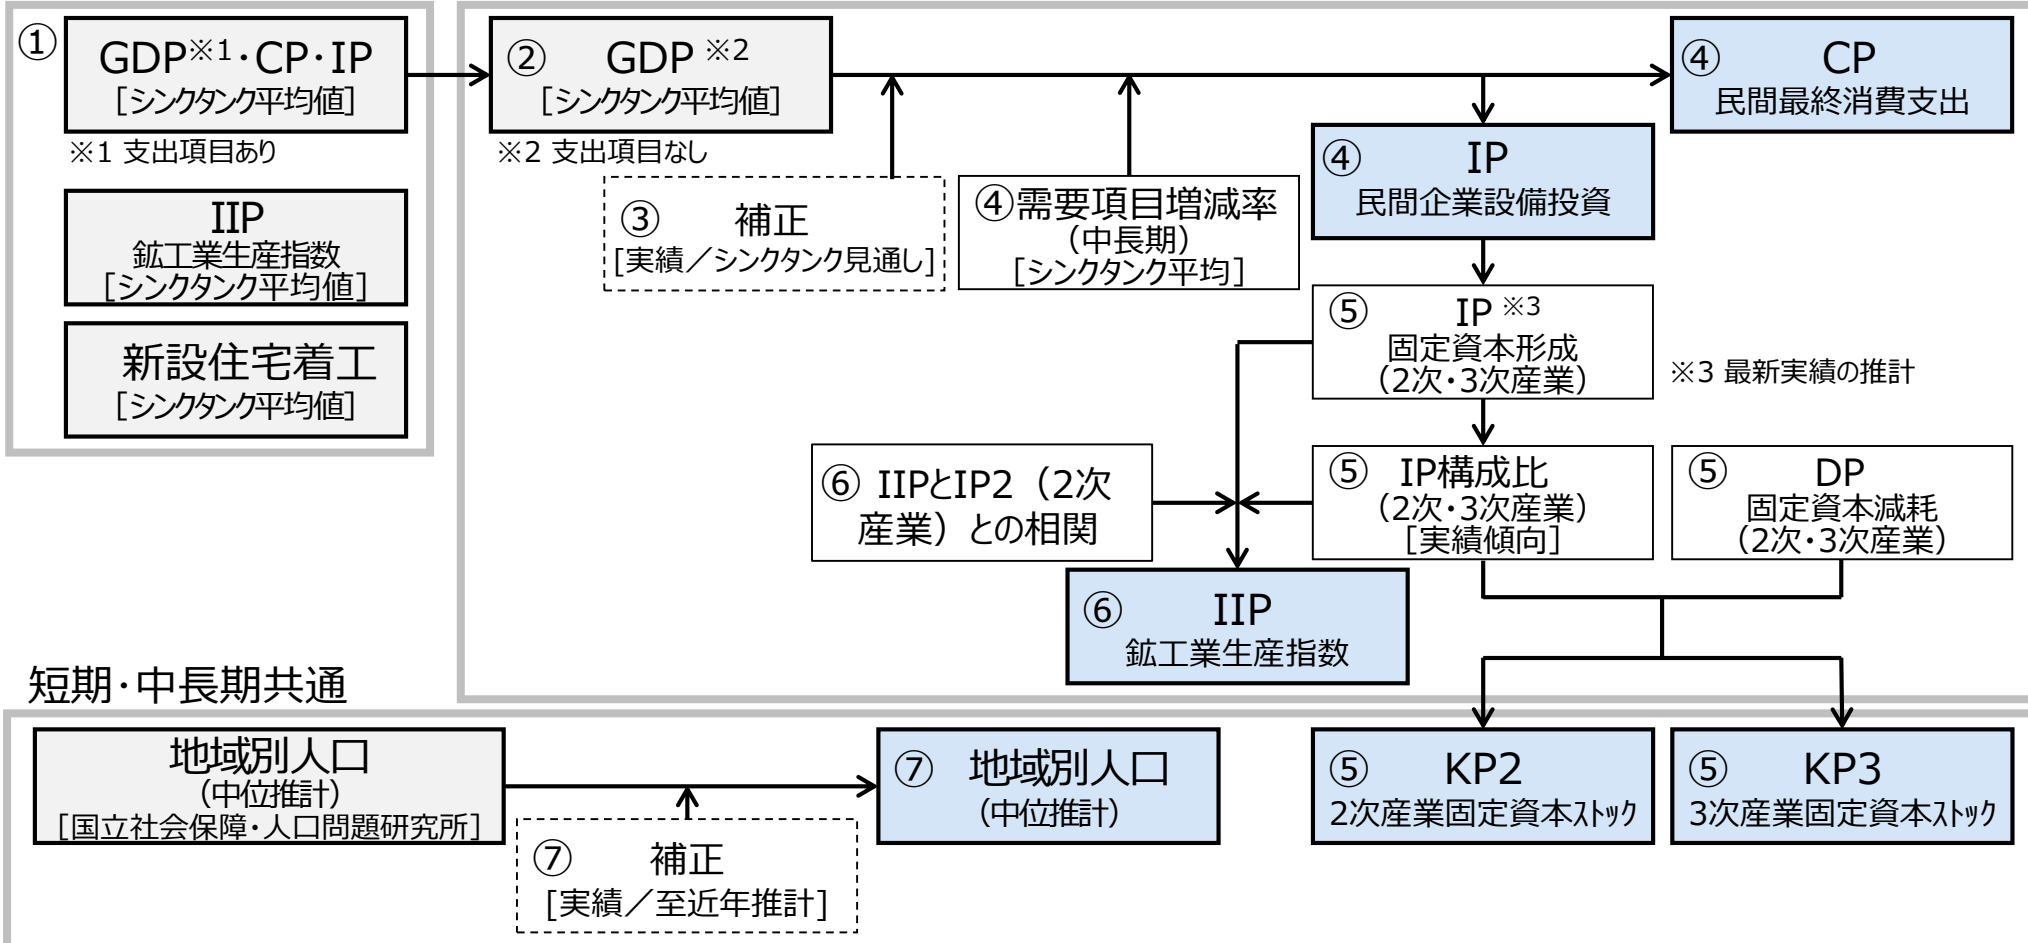 ①
GDP※1・CP・IP
［シンクタンク平均値］
※1 支出項目あり
IIP
鉱工業生産指数
［シンクタンク平均値］
新設住宅着工
［シンクタンク平均値］
② GDP ※2
［シンクタンク平均値］
※2 支出項目なし
③ 補正
［実績／シンクタンク見通し］
④需要項目増減率
（中長期）
［シンクタンク平均］
④ IP
民間企業設備投資
④ CP
民間最終消費支出
⑤ IP ※3
固定資本形成
（2次・3次産業）
※3 最新実績の推計
⑥ IIPとIP2（2次
産業）との相関
⑤ IP構成比
（2次・3次産業）
［実績傾向］
⑤ DP
固定資本減耗
（2次・3次産業）
⑥ IIP
鉱工業生産指数
短期・中長期共通
地域別人口
（中位推計）
［国立社会保障・人口問題研究所］
⑦ 補正
［実績／至近年推計］
⑦ 地域別人口
（中位推計）
⑤ KP2
2次産業固定資本ストック
⑤ KP3
3次産業固定資本ストック